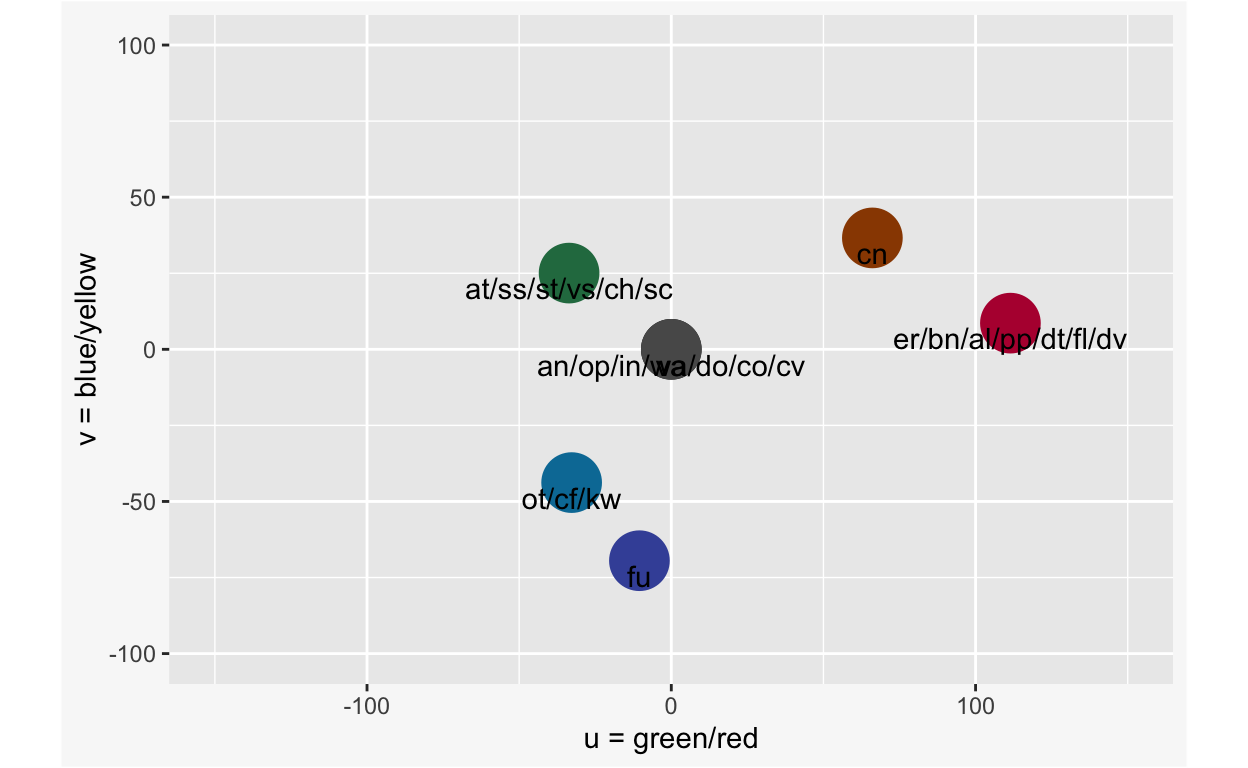 100
50
0
-50
-100
v = blue/yellow
cn
at/ss/st/vs/ch/sc
er/bn/al/pp/dt/fl/dv
an/op/in/ /do/co/cv
ot/cf/kw
fu
-100
0
100
u = green/red